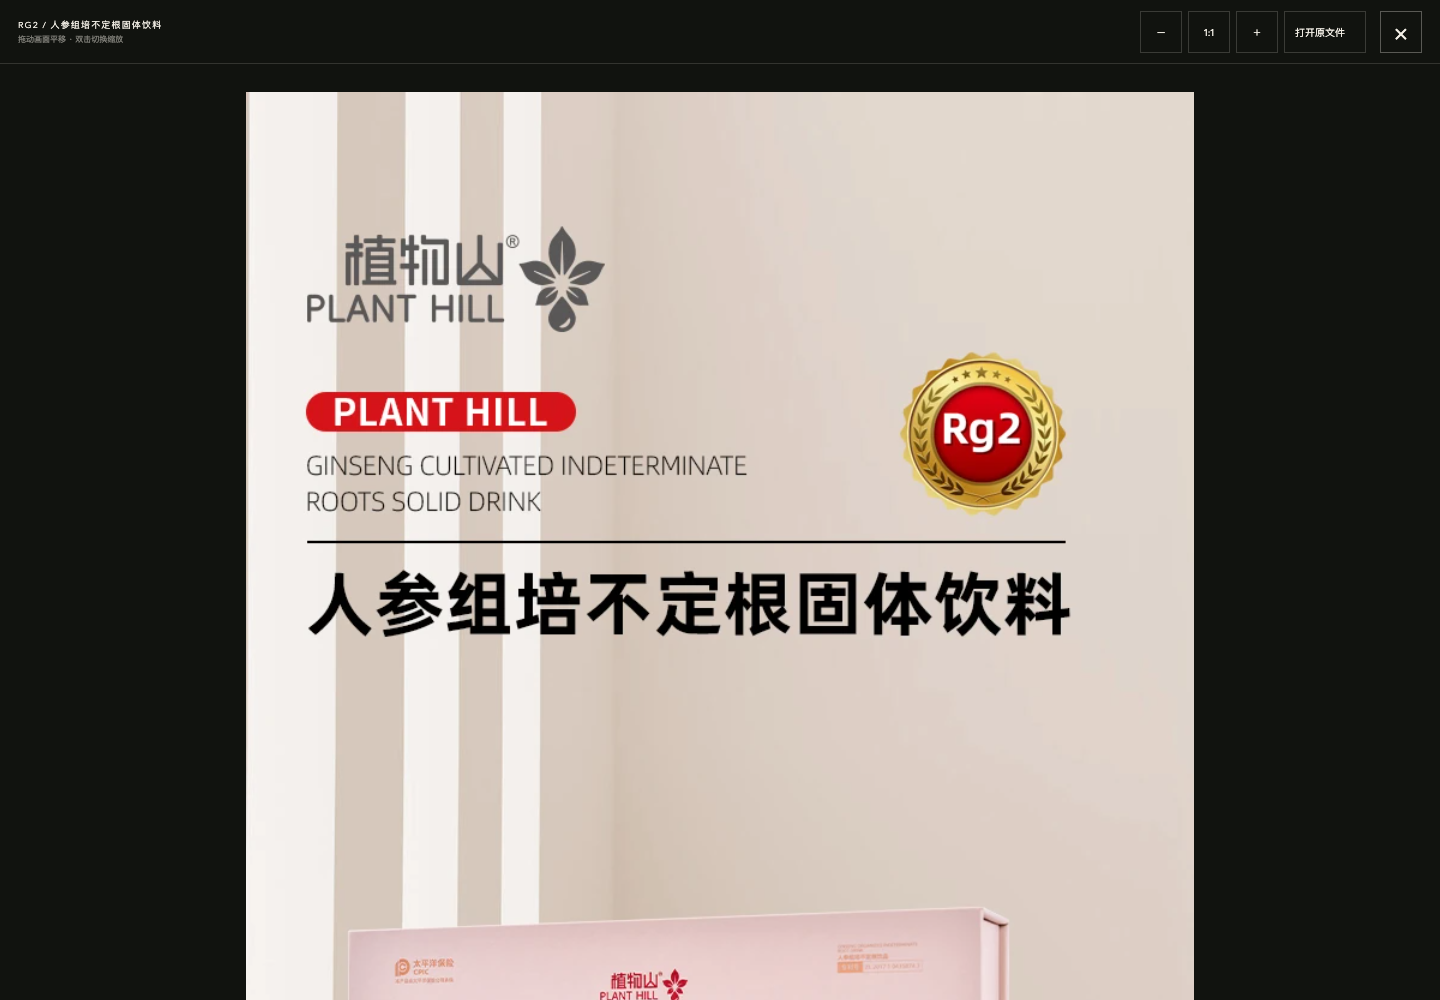 RG2 / 人参组培不定根固体饮料
拖动画面平移 · 双击切换缩放
−
1:1
+
打开原文件
×
植物山®
PLANT HILL
PLANT HILL
Rg2
GINSENG CULTIVATED INDETERMINATE
ROOTS SOLID DRINK
人参组培不定根固体饮料
太平洋保险
CPIC
植物山®
PLANT HILL